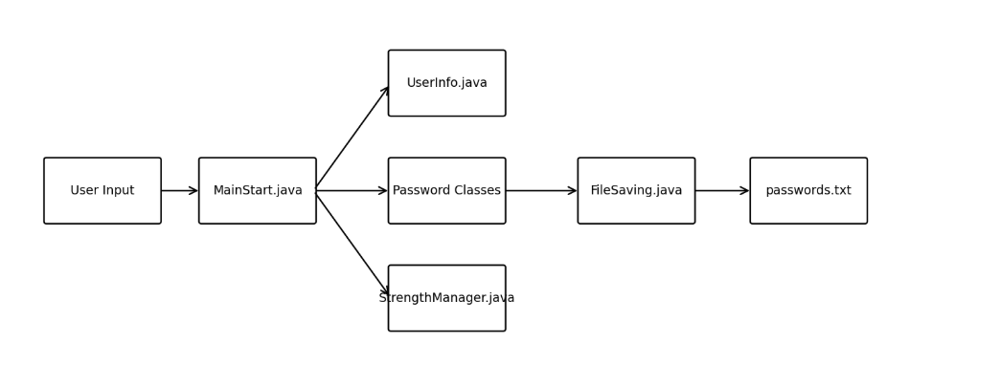 User Input
MainStart.java
UserInfo.java
Password Classes
StrengthManager.java
FileSaving.java
passwords.txt